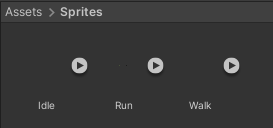 Assets > Sprites
Idle Run Walk